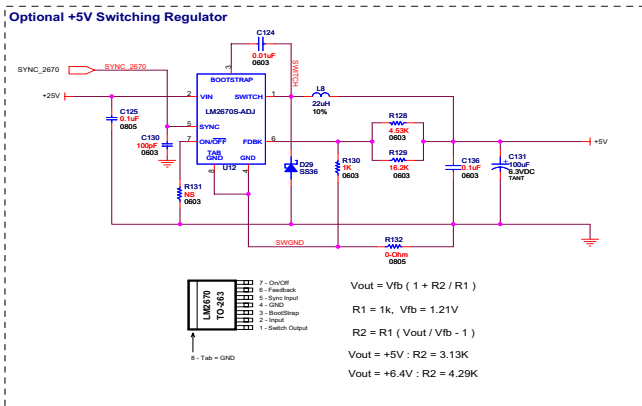 Optional +5V Switching Regulator
C124
0.01uF
0603
SYNC_2670
SYNC_2670
SWITCH
3
BOOTSTRAP
+25V
2
VIN
SWITCH
1
L8
22uH
10%
LM2670S-ADJ
C125
0.1uF
0805
5
SYNC
C130
100pF
0603
7
ON/OFF
FDBK
6
TAB
GND
GND
U12
8
4
R128
4.53K
0603
R129
16.2K
0603
+5V
R130
1K
0603
D29
SS36
C136
0.1uF
0603
C131
+
100uF
6.3VDC
TANT
R131
NS
0603
SWGND
R132
0-Ohm
0805
LM2670
TO-263
7 - On/Off
6 - Feedback
5 - Sync Input
4 - GND
3 - BootStrap
2 - Input
1 - Switch Output
8 - Tab = GND
Vout = Vfb ( 1 + R2 / R1 )
R1 = 1k, Vfb = 1.21V
R2 = R1 ( Vout / Vfb - 1 )
Vout = +5V : R2 = 3.13K
Vout = +6.4V : R2 = 4.29K